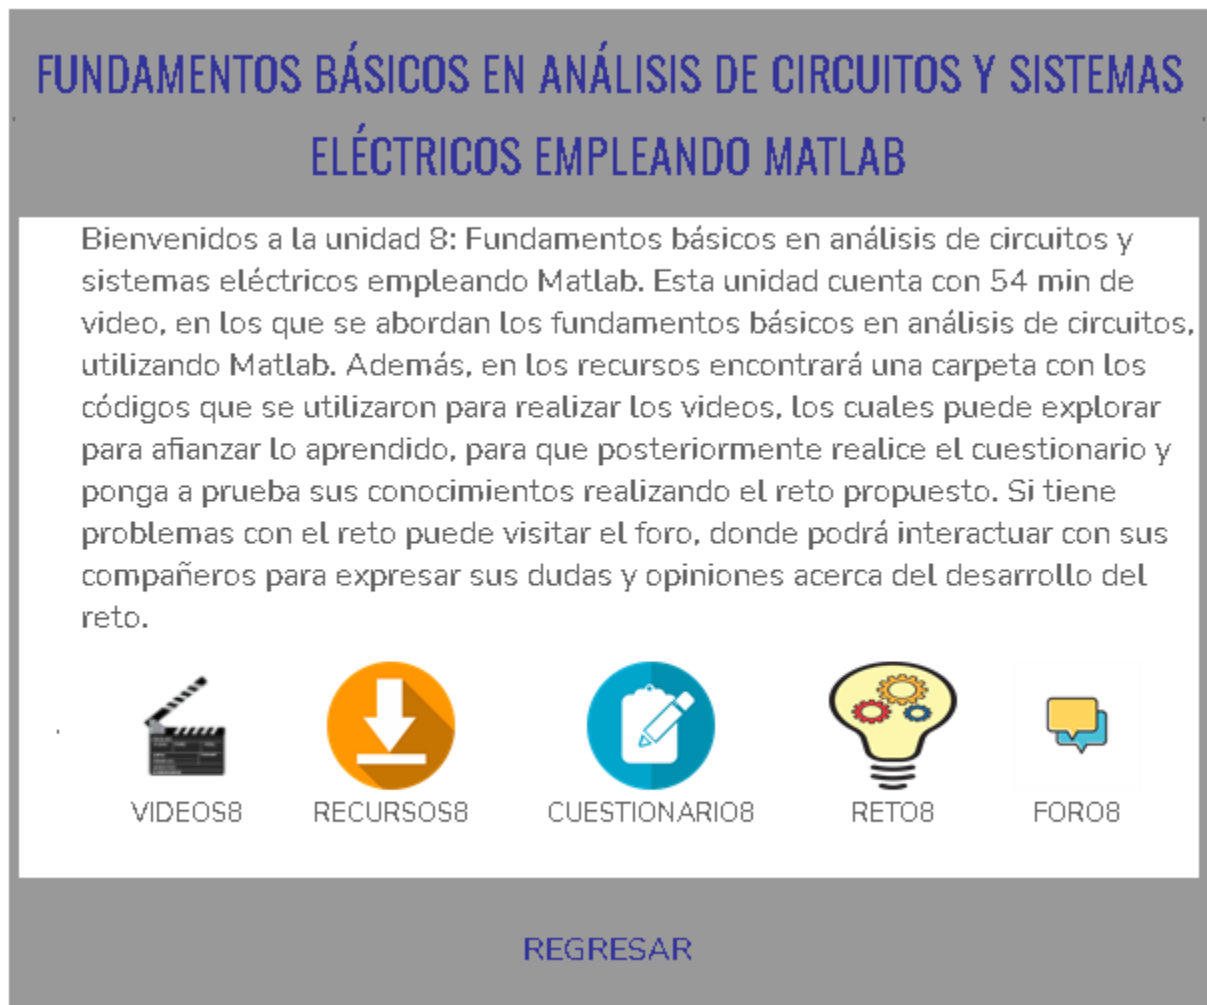 FUNDAMENTOS BÁSICOS EN ANÁLISIS DE CIRCUITOS Y SISTEMAS
ELÉCTRICOS EMPLEANDO MATLAB
Bienvenidos a la unidad 8: Fundamentos básicos en análisis de circuitos y
sistemas eléctricos empleando Matlab. Esta unidad cuenta con 54 min de
video, en los que se abordan los fundamentos básicos en análisis de circuitos,
utilizando Matlab. Además, en los recursos encontrará una carpeta con los
códigos que se utilizaron para realizar los videos, los cuales puede explorar
para afianzar lo aprendido, para que posteriormente realice el cuestionario y
ponga a prueba sus conocimientos realizando el reto propuesto. Si tiene
problemas con el reto puede visitar el foro, donde podrá interactuar con sus
compañeros para expresar sus dudas y opiniones acerca del desarrollo del
reto.
VIDEOS8 RECURSOS8 CUESTIONARIO8 RETO8 FORO8
REGRESAR